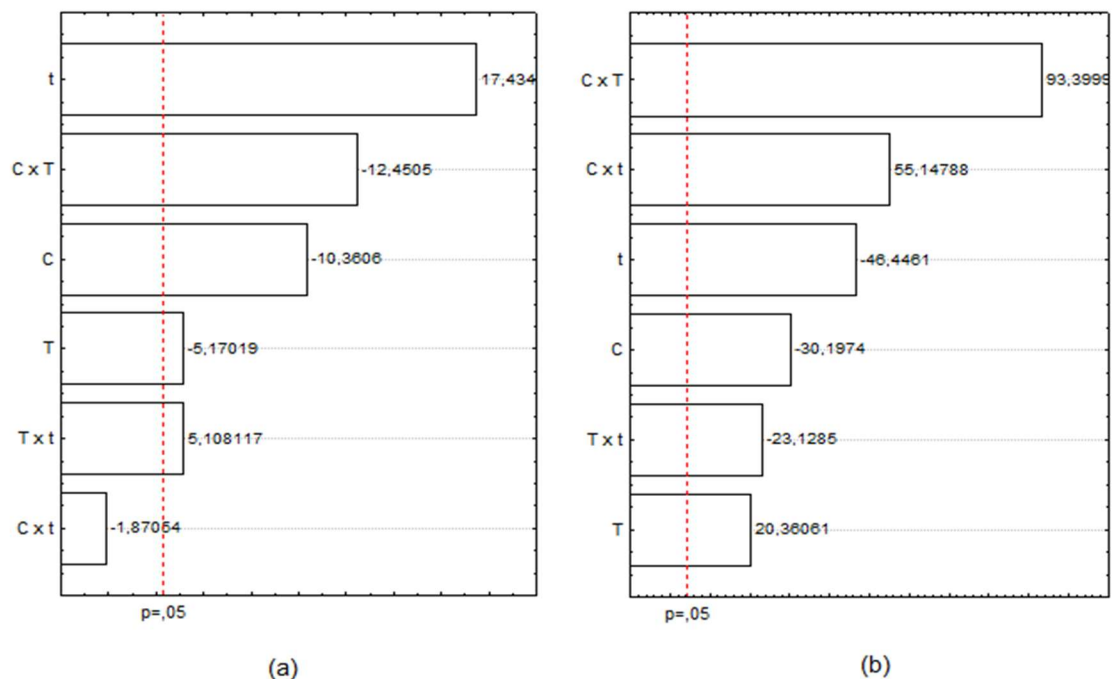 t
17,434
C x T
-12,4505
C
-10,3606
T
-5,17019
T x t
5,108117
C x t
-1,87054
p=,05
(a)
C x T
93,3999
C x t
55,14788
t
-46,4461
C
-30,1974
T x t
-23,1285
T
20,36061
p=,05
(b)